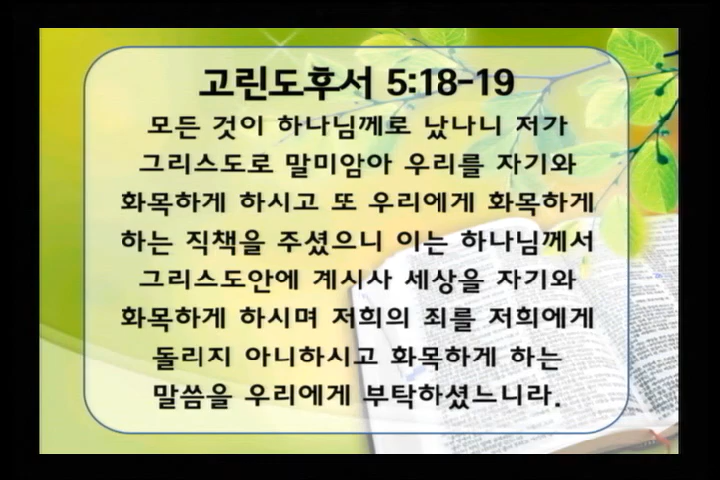 고린도후서 5:18-19
모든 것이 하나님께로 났나니 저가
그리스도로 말미암아 우리를 자기와
화목하게 하시고 또 우리에게 화목하게
하는 직책을 주셨으니 이는 하나님께서
그리스도안에 계시사 세상을 자기와
화목하게 하시며 저희의 죄를 저희에게
돌리지 아니하시고 화목하게 하는
말씀을 우리에게 부탁하셨느니라.